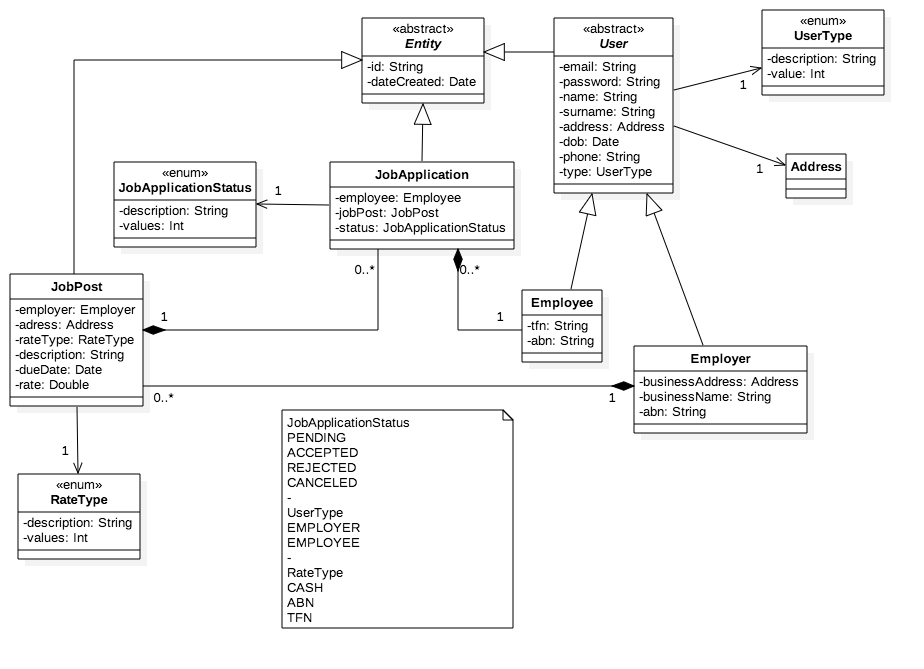 «abstract»
Entity
-id: String
-dateCreated: Date
«abstract»
User
-email: String
-password: String
-name: String
-surname: String
-address: Address
-dob: Date
-phone: String
-type: UserType
«enum»
UserType
-description: String
-value: Int
1
1
Address
«enum»
JobApplicationStatus
-description: String
-values: Int
1
JobApplication
-employee: Employee
-jobPost: JobPost
-status: JobApplicationStatus
0..*
0..*
JobPost
-employer: Employer
-adress: Address
-rateType: RateType
-description: String
-dueDate: Date
-rate: Double
1
1
Employee
-tfn: String
-abn: String
Employer
-businessAddress: Address
-businessName: String
-abn: String
0..*
1
1
«enum»
RateType
-description: String
-values: Int
JobApplicationStatus
PENDING
ACCEPTED
REJECTED
CANCELED
-
UserType
EMPLOYER
EMPLOYEE
-
RateType
CASH
ABN
TFN